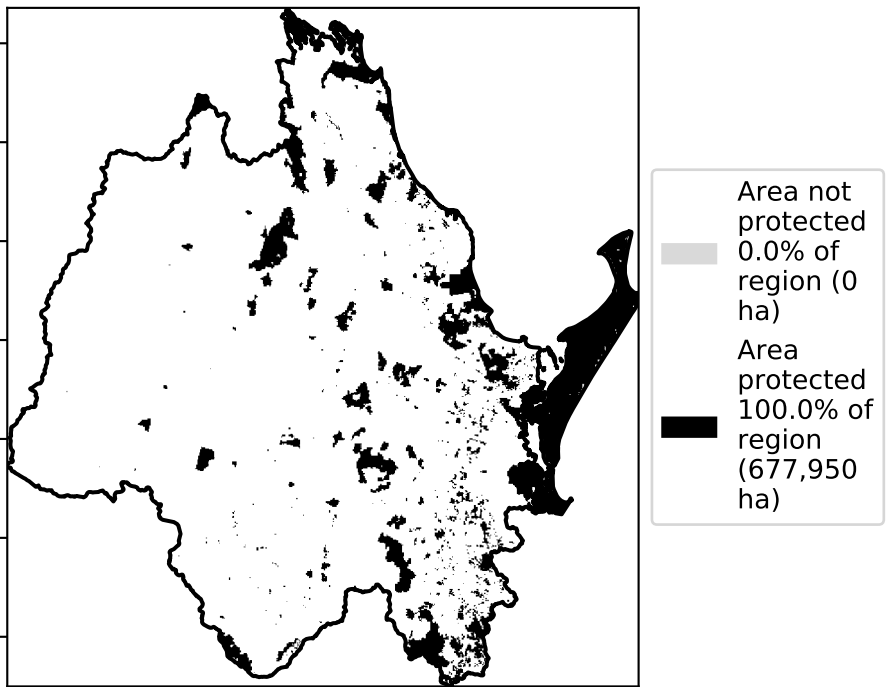 Area not
protected
0.0% of
region (0
ha)
Area
protected
100.0% of
region
(677,950
ha)